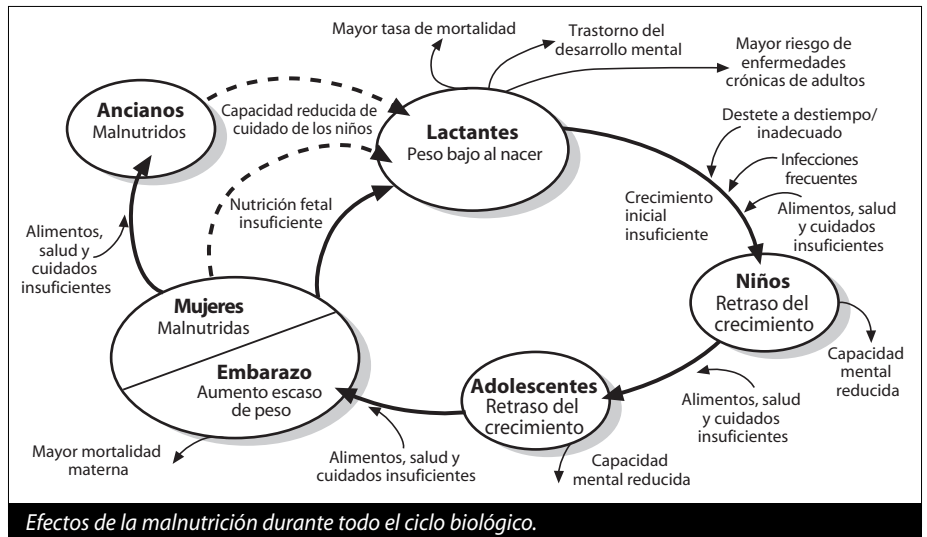 Mayor tasa de mortalidad
Trastorno del
desarrollo mental
Mayor riesgo de
enfermedades
crónicas de adultos
Ancianos
Malnutridos
Capacidad reducida de
cuidado de los niños
Lactantes
Peso bajo al nacer
Destete a destiempo/
inadecuado
Infecciones
frecuentes
Alimentos, salud
y cuidados
insuficientes
Crecimiento
inicial
insuficiente
Nutrición fetal
insuficiente
Alimentos,
salud y
cuidados
insuficientes
Niños
Retraso del
crecimiento
Mujeres
Malnutridas
Embarazo
Aumento escaso
de peso
Capacidad
mental
reducida
Adolescentes
Retraso del
crecimiento
Alimentos, salud
y cuidados
insuficientes
Mayor mortalidad
materna
Alimentos, salud y
cuidados insuficientes
Capacidad
mental reducida
Efectos de la malnutrición durante todo el ciclo biológico.